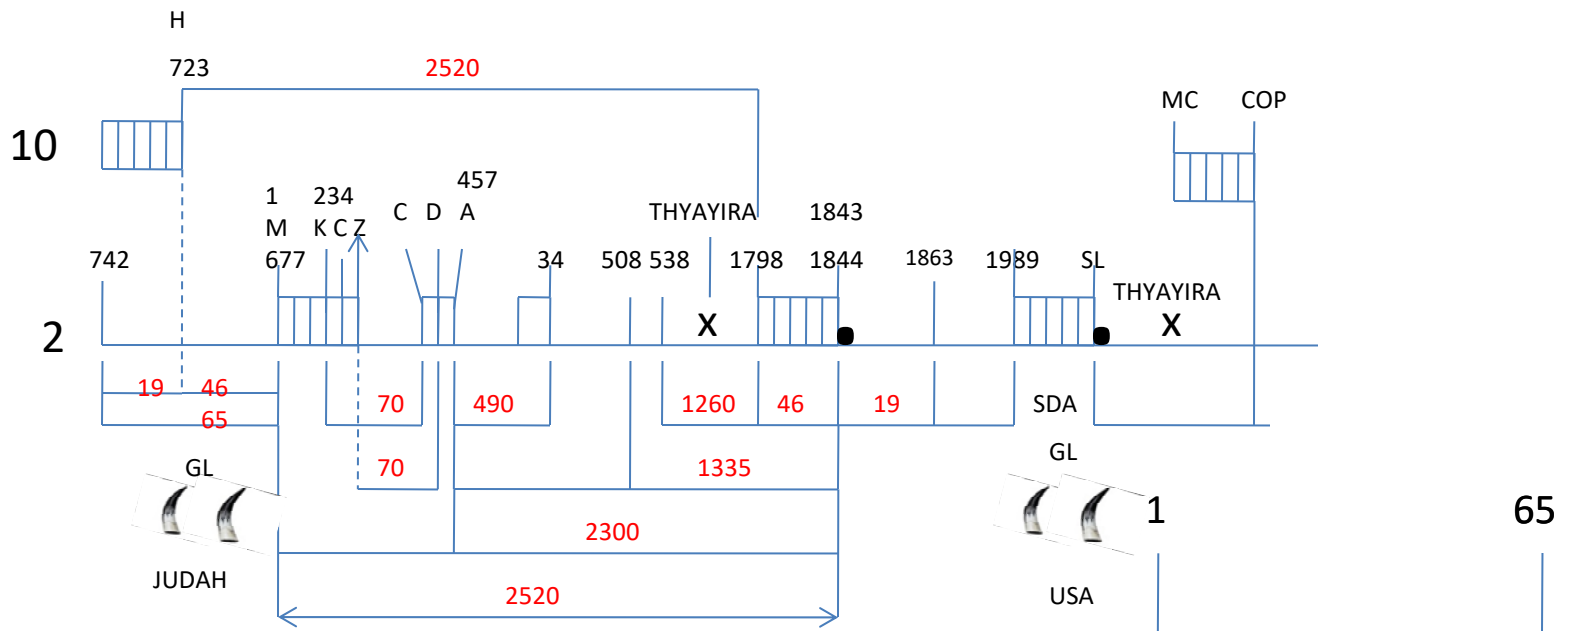 H
723 2520
MC COP
10
457
1 234
M K C Z C D A THYAYIRA 1843
742 677 34 508 538 1798 1844 1863 1989 SL
THYAYIRA
2 X X
19 46 70 490 1260 46 19 SDA
65
GL 70 1335 GL
1 65
2300
JUDAH 2520 USA